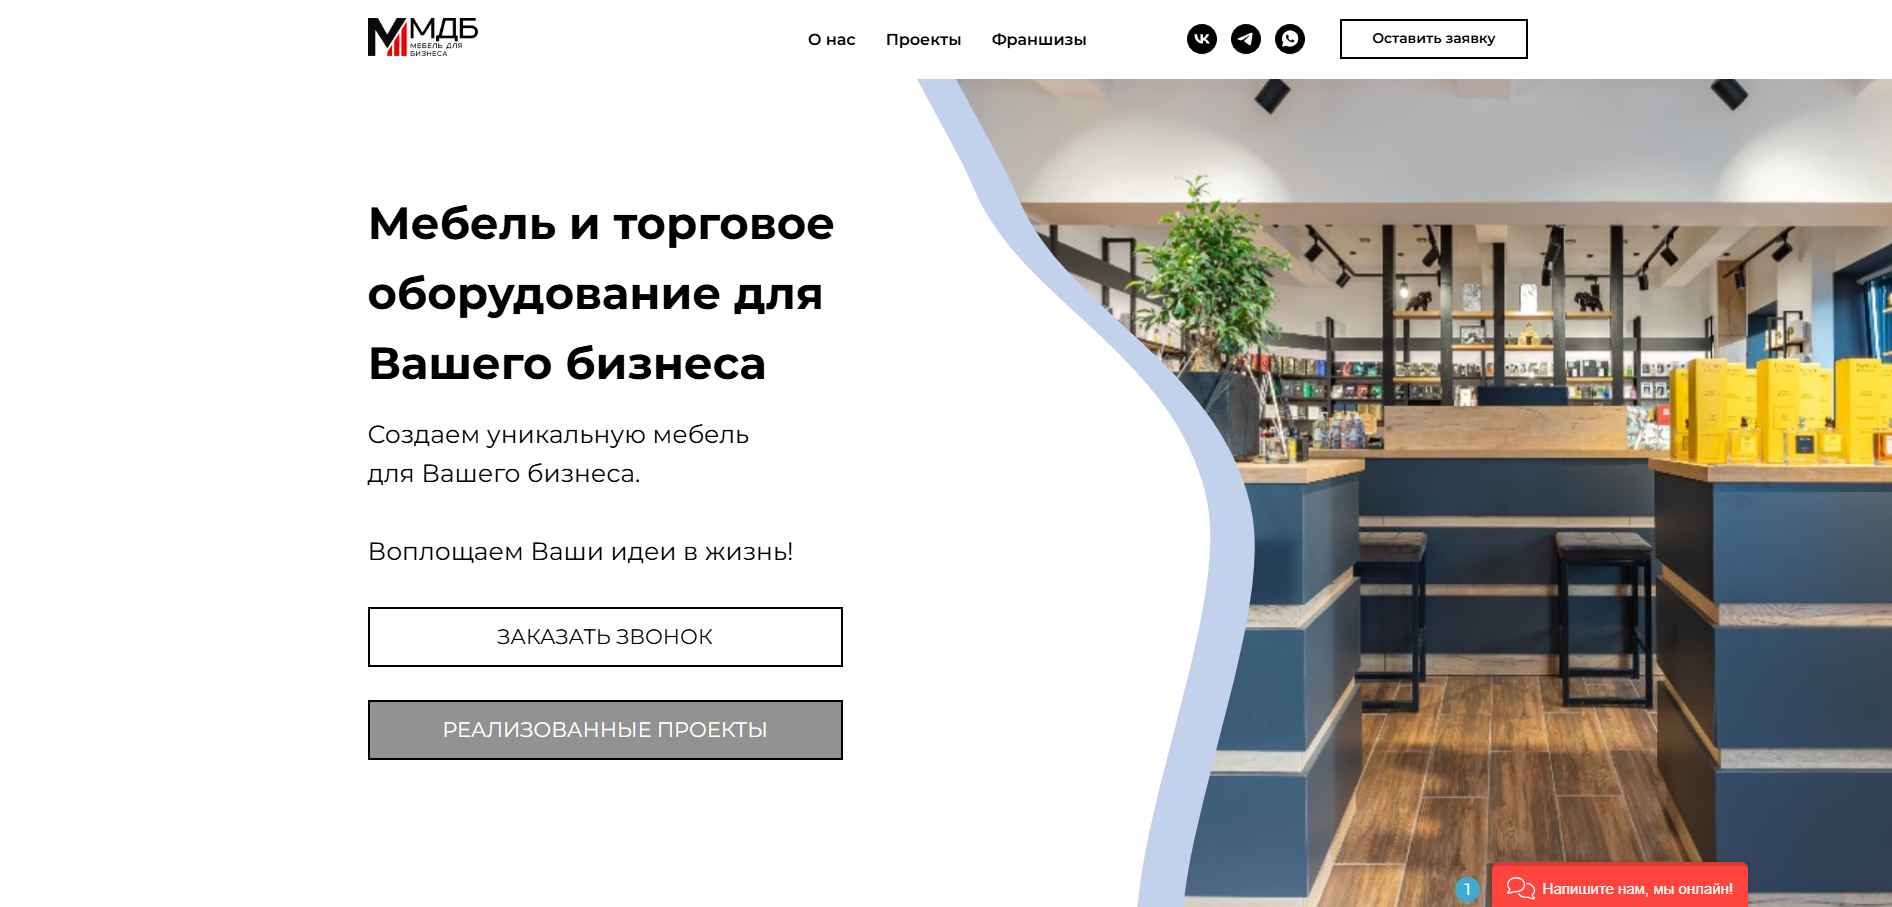 МДБ
МЕБЕЛЬ ДЛЯ
БИЗНЕСА
О нас
Проекты
Франшизы
Оставить заявку
Мебель и торговое
оборудование для
Вашего бизнеса
Создаем уникальную мебель
для Вашего бизнеса.
Воплощаем Ваши идеи в жизнь!
ЗАКАЗАТЬ ЗВОНОК
РЕАЛИЗОВАННЫЕ ПРОЕКТЫ
1
Напишите нам, мы онлайн!